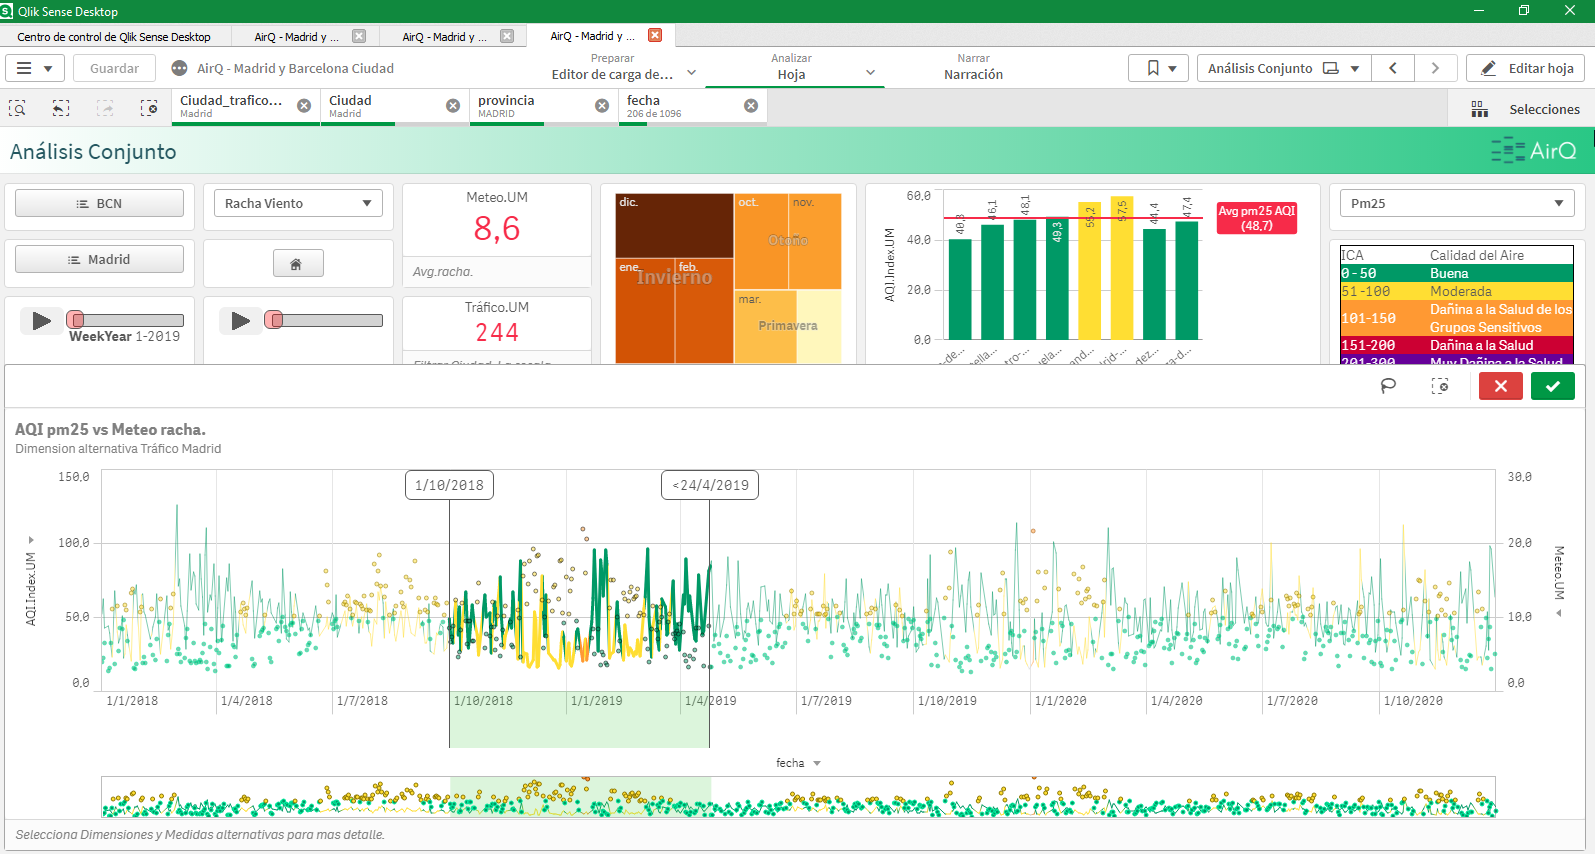 Qlik Sense Desktop
Centro de control de Qlik Sense Desktop
AirQ - Madrid y ...
AirQ - Madrid y ...
AirQ - Madrid y ...
Guardar
AirQ - Madrid y Barcelona Ciudad
Preparar
Editor de carga de...
Analizar
Hoja
Narrar
Narración
Análisis Conjunto
Editar hoja
Ciudad_trafico...
Madrid
Ciudad
Madrid
provincia
MADRID
fecha
206 de 1096
Selecciones
Análisis Conjunto
AirQ
BCN
Madrid
WeekYear 1-2019
Racha Viento
Meteo.UM
8,6
Avg.racha.
Tráfico.UM
244
dic.
oct.
nov.
Otoño
ene.
feb.
Invierno
mar.
Primavera
AQI.Index.UM
60,0
40,0
20,0
0,0
40,3
46,1
48,1
49,3
55,2
57,5
44,4
47,4
Avg pm25 AQI
(48,7)
Pm25
ICA Calidad del Aire
0-50 Buena
51-100 Moderada
101-150 Dañina a la Salud de los
Grupos Sensitivos
151-200 Dañina a la Salud
201-300 Muy Dañina a la Salud
AQI pm25 vs Meteo racha.
Dimension alternativa Tráfico Madrid
AQI.Index.UM
150,0
100,0
50,0
0,0
1/10/2018
<24/4/2019
30,0
20,0
10,0
0,0
Meteo.UM
1/1/2018
1/4/2018
1/7/2018
1/10/2018
1/1/2019
1/4/2019
1/7/2019
1/10/2019
1/1/2020
1/4/2020
1/7/2020
1/10/2020
fecha
Selecciona Dimensiones y Medidas alternativas para mas detalle.